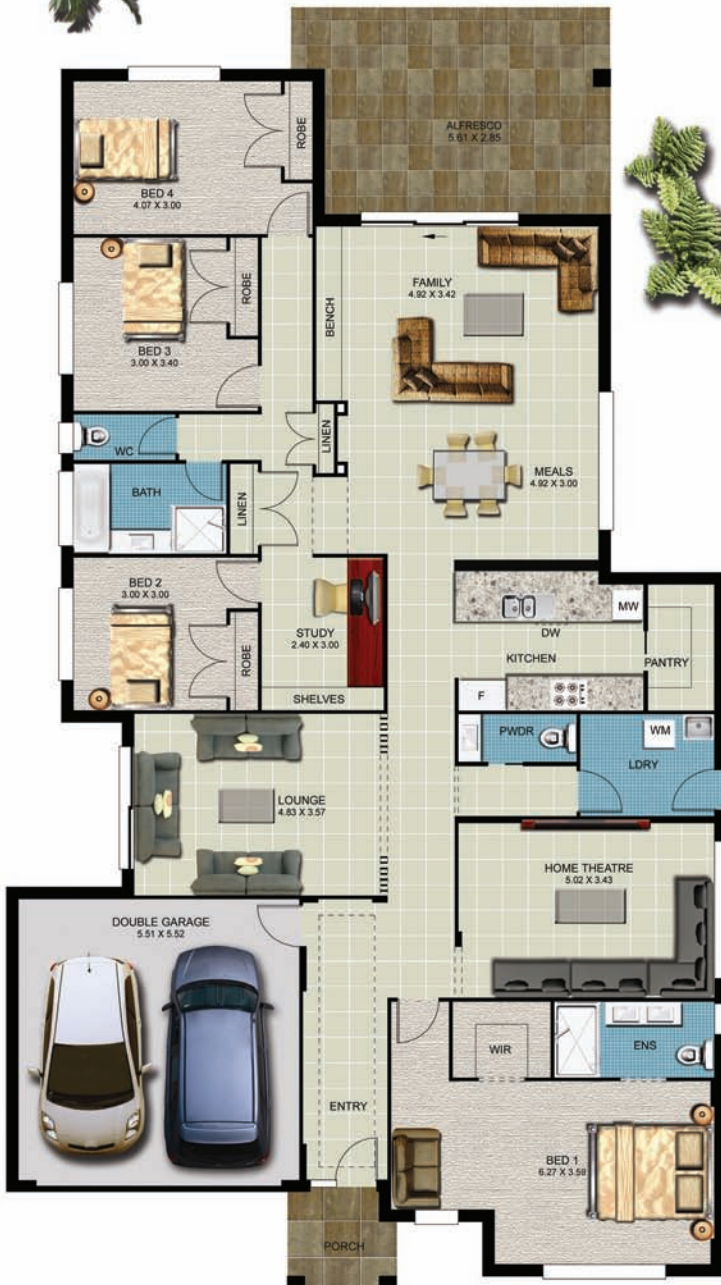 ALFRESCO
5.61 X 2.85
ROBE
BED 4
4.07 X 3.00
FAMILY
4.92 X 3.42
ROBE
BENCH
BED 3
3.00 X 3.40
WC
LINEN
MEALS
4.92 X 3.00
BATH
LINEN
BED 2
3.00 X 3.00
MW
DW
STUDY
2.40 X 3.00
KITCHEN
PANTRY
ROBE
SHELVES
F
PWDR
WM
LDRY
LOUNGE
4.83 X 3.57
HOME THEATRE
5.02 X 3.43
DOUBLE GARAGE
5.51 X 5.52
WIR
ENS
ENTRY
BED 1
6.27 X 3.59
PORCH